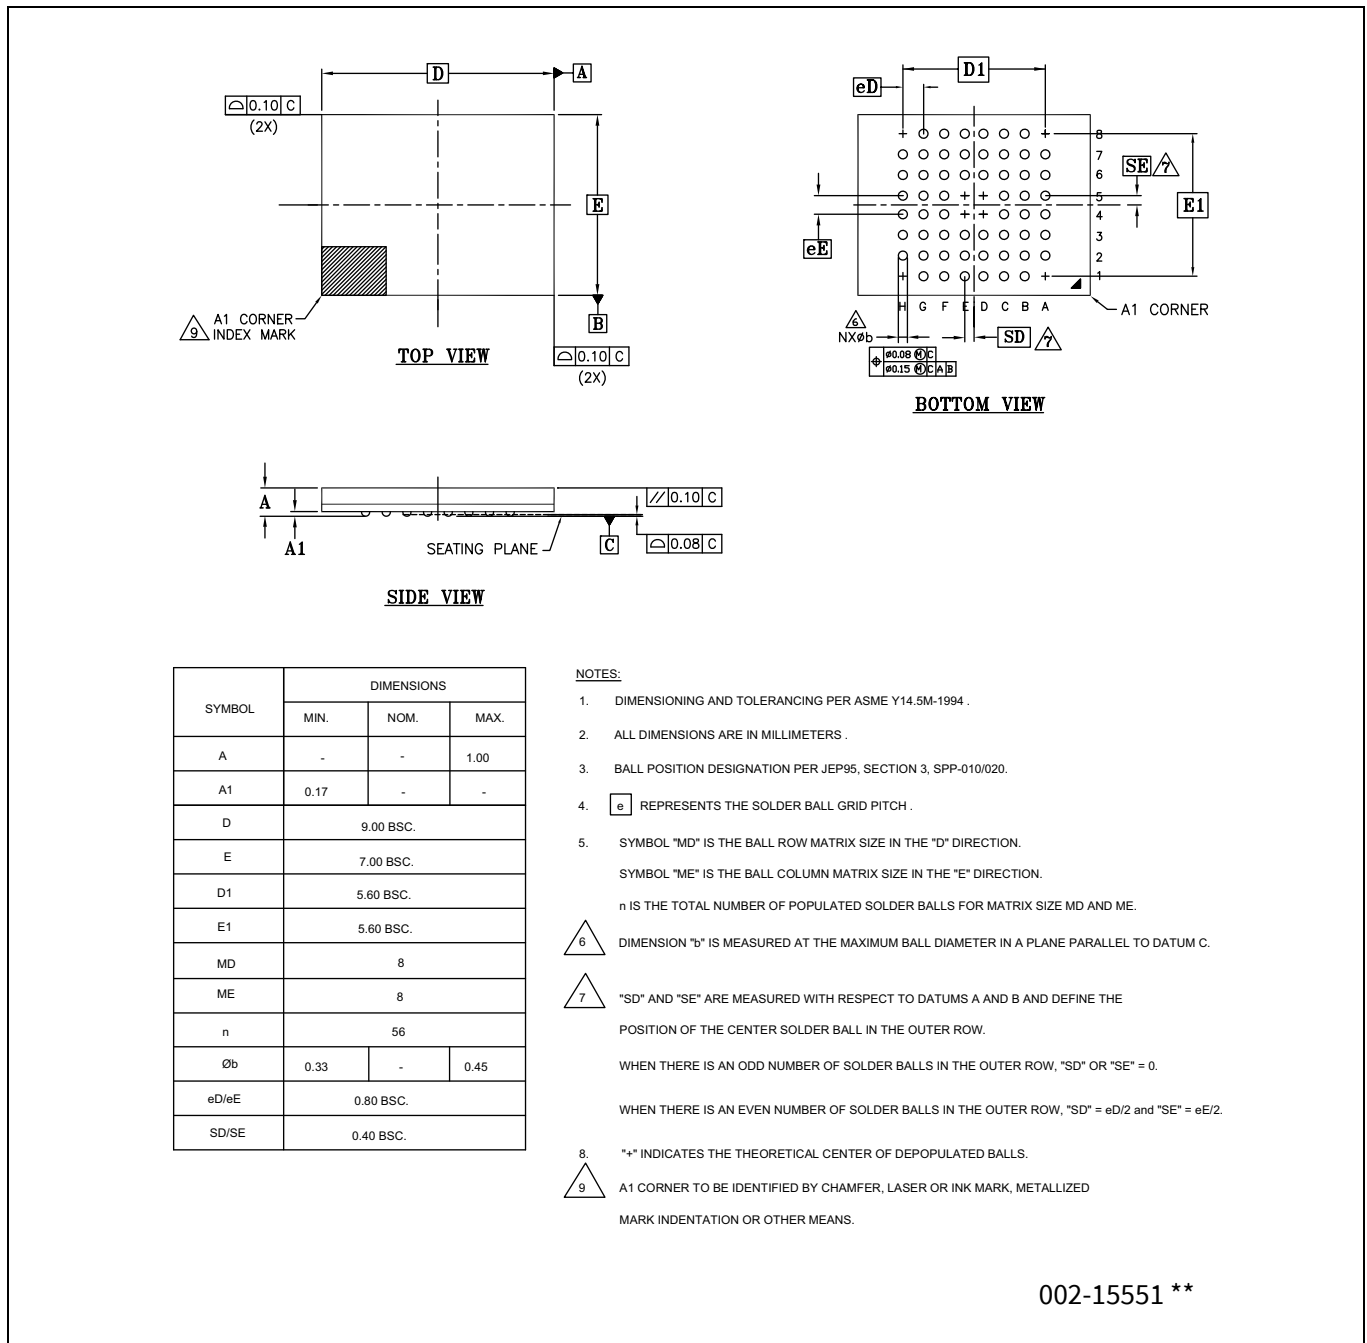 D
A
0.10 C
(2X)
E
9
A1 CORNER
INDEX MARK
B
TOP VIEW
0.10 C
(2X)
D1
eD
8
7
6
5
4
3
2
1
SE 7
E1
eE
H G F E D C B A
A1 CORNER
6
NXØb
SD 7
Ø0.08 Ⓜ C
Ø0.15 Ⓜ C A B
BOTTOM VIEW
A
A1
// 0.10 C
SEATING PLANE
C
0.08 C
SIDE VIEW
SYMBOL DIMENSIONS
MIN. NOM. MAX.
A - - 1.00
A1 0.17 - -
D 9.00 BSC.
E 7.00 BSC.
D1 5.60 BSC.
E1 5.60 BSC.
MD 8
ME 8
n 56
Øb 0.33 - 0.45
eD/eE 0.80 BSC.
SD/SE 0.40 BSC.
NOTES:
1. DIMENSIONING AND TOLERANCING PER ASME Y14.5M-1994 .
2. ALL DIMENSIONS ARE IN MILLIMETERS .
3. BALL POSITION DESIGNATION PER JEP95, SECTION 3, SPP-010/020.
4. e REPRESENTS THE SOLDER BALL GRID PITCH .
5. SYMBOL "MD" IS THE BALL ROW MATRIX SIZE IN THE "D" DIRECTION.
SYMBOL "ME" IS THE BALL COLUMN MATRIX SIZE IN THE "E" DIRECTION.
n IS THE TOTAL NUMBER OF POPULATED SOLDER BALLS FOR MATRIX SIZE MD AND ME.
6 DIMENSION "b" IS MEASURED AT THE MAXIMUM BALL DIAMETER IN A PLANE PARALLEL TO DATUM C.
7 "SD" AND "SE" ARE MEASURED WITH RESPECT TO DATUMS A AND B AND DEFINE THE
POSITION OF THE CENTER SOLDER BALL IN THE OUTER ROW.
WHEN THERE IS AN ODD NUMBER OF SOLDER BALLS IN THE OUTER ROW, "SD" OR "SE" = 0.
WHEN THERE IS AN EVEN NUMBER OF SOLDER BALLS IN THE OUTER ROW, "SD" = eD/2 and "SE" = eE/2.
8. "+" INDICATES THE THEORETICAL CENTER OF DEPOPULATED BALLS.
9 A1 CORNER TO BE IDENTIFIED BY CHAMFER, LASER OR INK MARK, METALLIZED
MARK INDENTATION OR OTHER MEANS.
002-15551 **